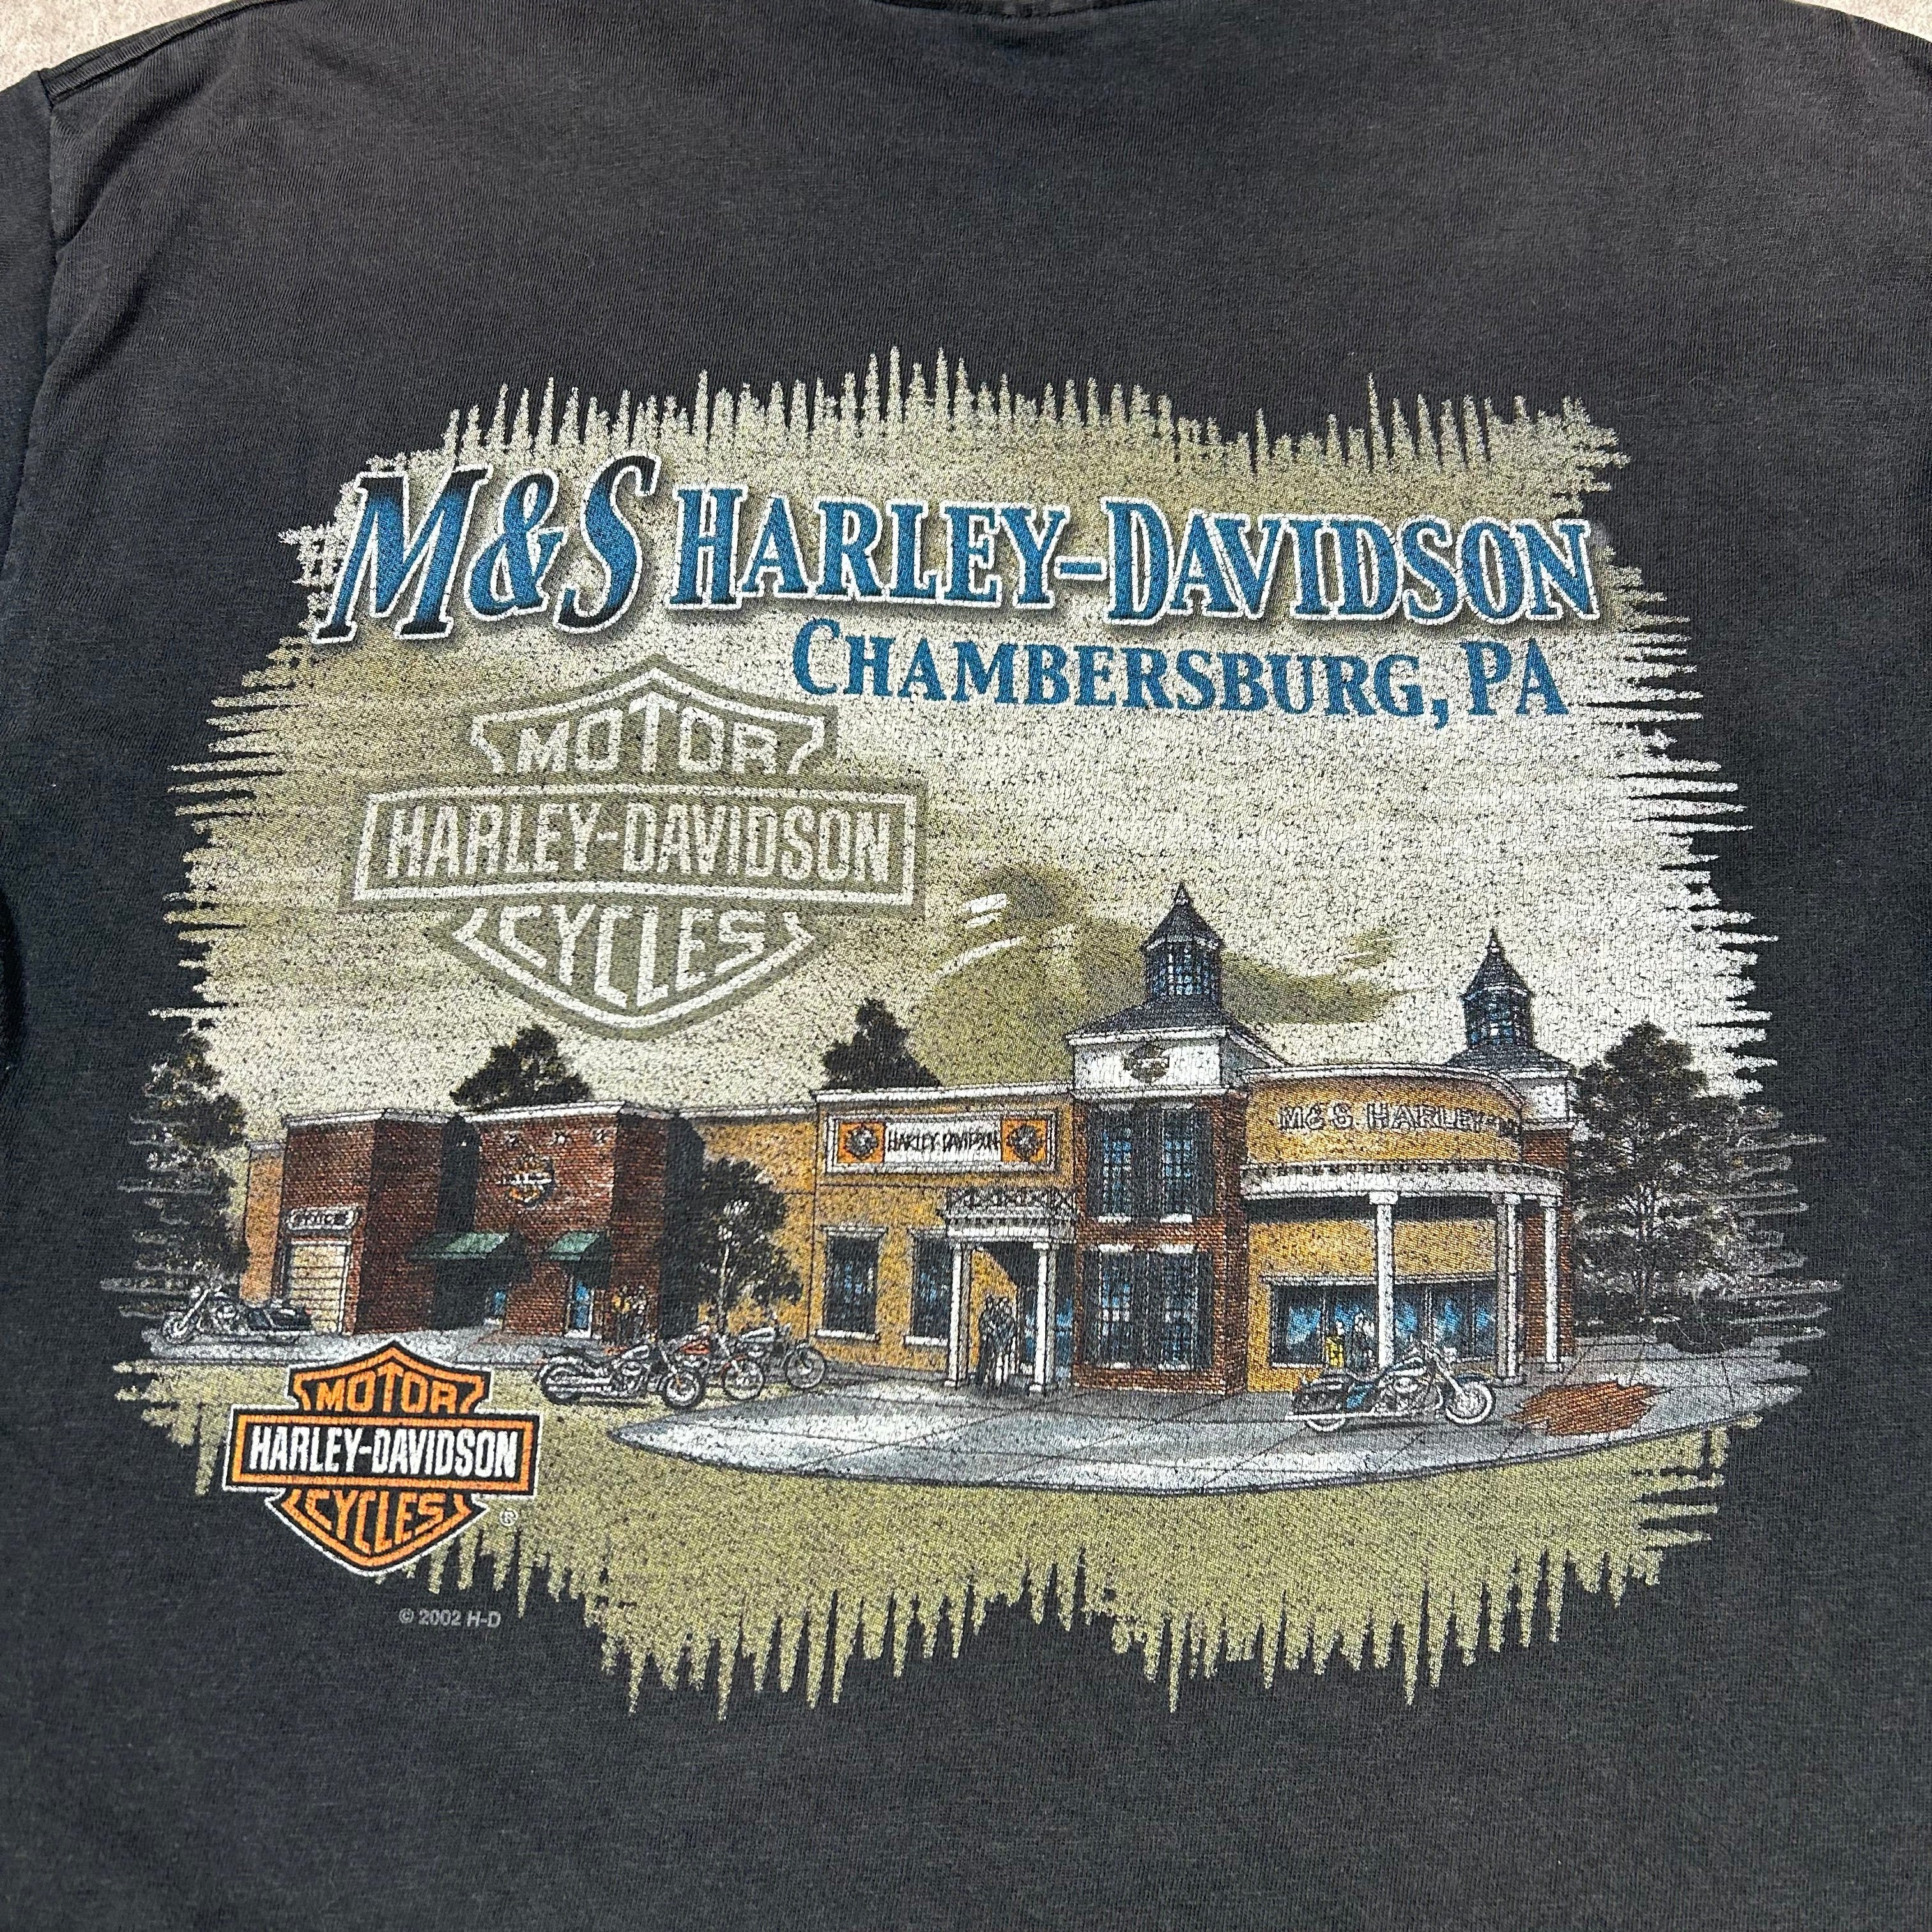 M&S HARLEY-DAVIDSON
CHAMBERSBURG, PA
MOTOR
HARLEY-DAVIDSON
CYCLES
HARLEY-DAVIDSON
M&S HARLEY-
MOTOR
HARLEY-DAVIDSON
CYCLES
®
© 2002 H-D